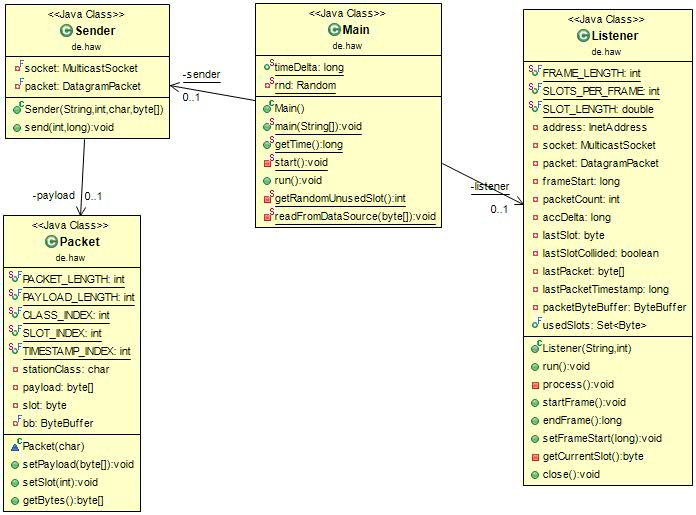 <<Java Class>>
Sender
de.haw
socket: MulticastSocket
packet: DatagramPacket
Sender(String,int,char,byte[])
send(int,long):void
-sender
0..1
<<Java Class>>
Main
de.haw
timeDelta: long
rnd: Random
Main()
main(String[]):void
getTime():long
start():void
run():void
getRandomUnusedSlot():int
readFromDataSource(byte[]):void
-listener
0..1
<<Java Class>>
Listener
de.haw
FRAME_LENGTH: int
SLOTS_PER_FRAME: int
SLOT_LENGTH: double
address: InetAddress
socket: MulticastSocket
packet: DatagramPacket
frameStart: long
packetCount: int
accDelta: long
lastSlot: byte
lastSlotCollided: boolean
lastPacket: byte[]
lastPacketTimestamp: long
packetByteBuffer: ByteBuffer
usedSlots: Set<Byte>
Listener(String,int)
run():void
process():void
startFrame():void
endFrame():long
setFrameStart(long):void
getCurrentSlot():byte
close():void
-payload
0..1
<<Java Class>>
Packet
de.haw
PACKET_LENGTH: int
PAYLOAD_LENGTH: int
CLASS_INDEX: int
SLOT_INDEX: int
TIMESTAMP_INDEX: int
stationClass: char
payload: byte[]
slot: byte
bb: ByteBuffer
Packet(char)
setPayload(byte[]):void
setSlot(int):void
getBytes():byte[]